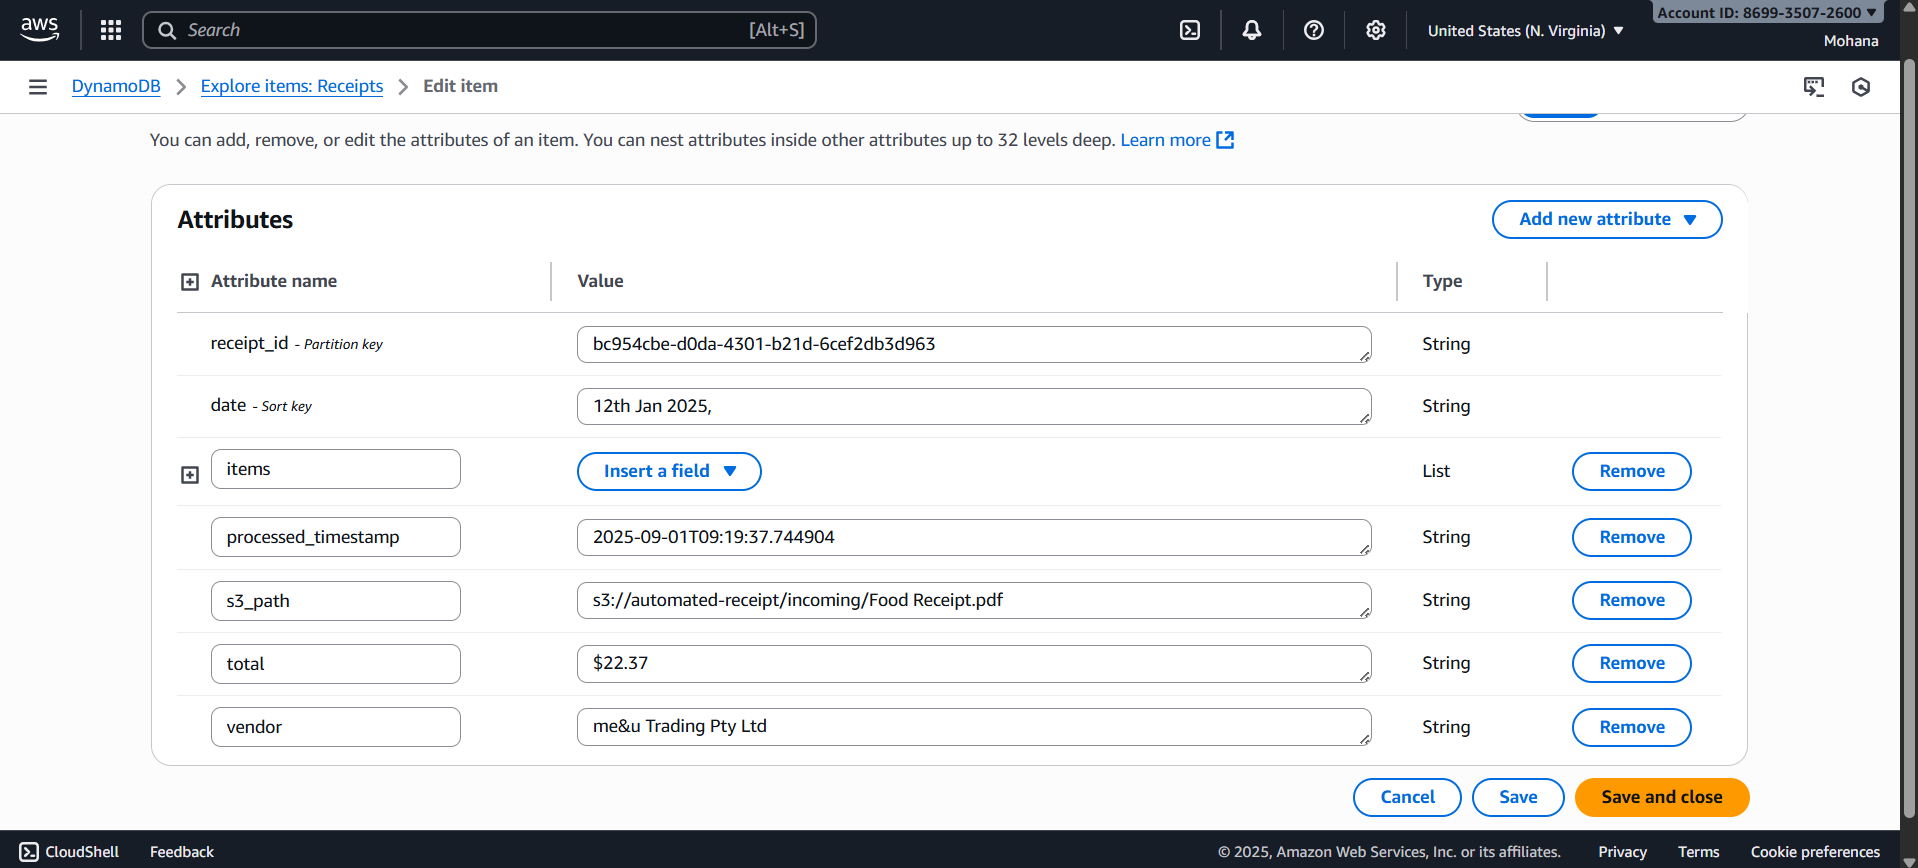 aws
Search [Alt+S]
United States (N. Virginia)
Account ID: 8699-3507-2600
Mohana
DynamoDB
Explore items: Receipts
Edit item
You can add, remove, or edit the attributes of an item. You can nest attributes inside other attributes up to 32 levels deep. Learn more
Attributes
Add new attribute
Attribute name Value Type
receipt_id - Partition key bc954cbe-d0da-4301-b21d-6cef2db3d963 String
date - Sort key 12th Jan 2025, String
items Insert a field List Remove
processed_timestamp 2025-09-01T09:19:37.744904 String Remove
s3_path s3://automated-receipt/incoming/Food Receipt.pdf String Remove
total $22.37 String Remove
vendor me&u Trading Pty Ltd String Remove
Cancel Save Save and close
CloudShell Feedback © 2025, Amazon Web Services, Inc. or its affiliates. Privacy Terms Cookie preferences